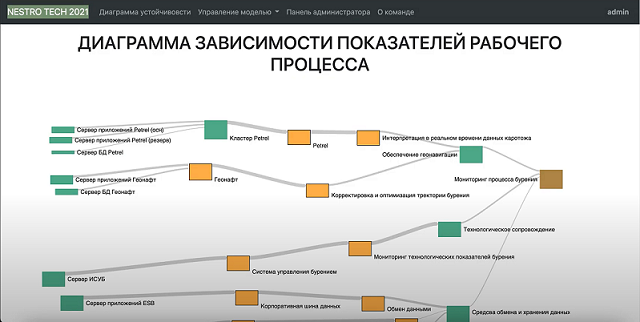 NESTRO TECH 2021 Диаграмма устойчивости Управление моделью Панель администратора О команде admin
ДИАГРАММА ЗАВИСИМОСТИ ПОКАЗАТЕЛЕЙ РАБОЧЕГО
ПРОЦЕССА
Сервер приложений Petrel (осн)
Кластер Petrel
Petrel
Интерпретация в реальном времени данных каротажа
Сервер приложений Petrel (резерв)
Сервер БД Petrel
Обеспечение геонавигации
Сервер приложений Геонафт
Геонафт
Мониторинг процесса бурения
Сервер БД Геонафт
Корректировка и оптимизация тректории бурения
Технологическое сопровождение
Мониторинг технологических показателей бурения
Система управления бурением
Сервер ИСУБ
Сервер приложений ESB
Корпоративная шина данных
Обмен данными
Средства обмена и хранения данных